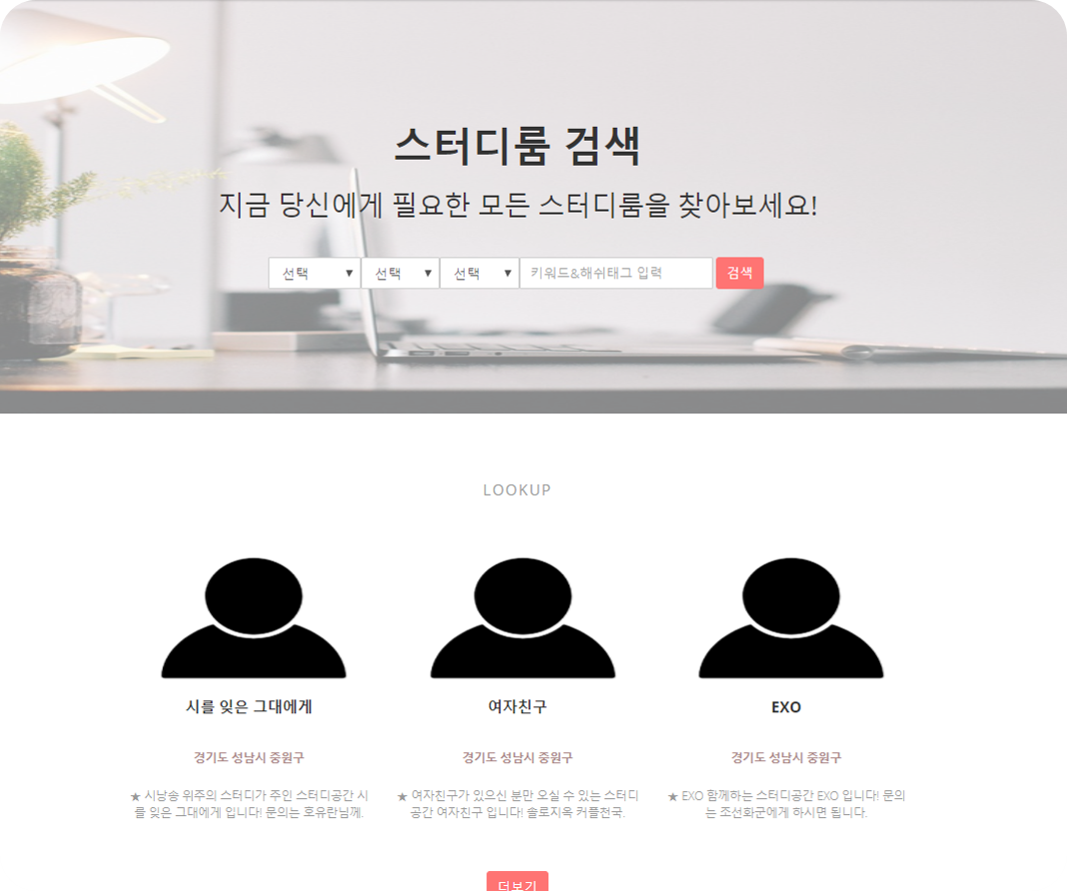 스터디룸 검색
지금 당신에게 필요한 모든 스터디룸을 찾아보세요!
선택 ▼ 선택 ▼ 선택 ▼ 키워드&해쉬태그 입력 검색
LOOKUP
시를 잊은 그대에게
여자친구
EXO
경기도 성남시 중원구
경기도 성남시 중원구
경기도 성남시 중원구
★ 시낭송 위주의 스터디가 주인 스터디공간 시
를 잊은 그대에게 입니다! 문의는 호유란님께.
★ 여자친구가 있으신 분만 오실 수 있는 스터디
공간 여자친구 입니다! 솔로지옥 커플천국.
★ EXO 함께하는 스터디공간 EXO 입니다! 문의
는 조선화군에게 하시면 됩니다.
더보기